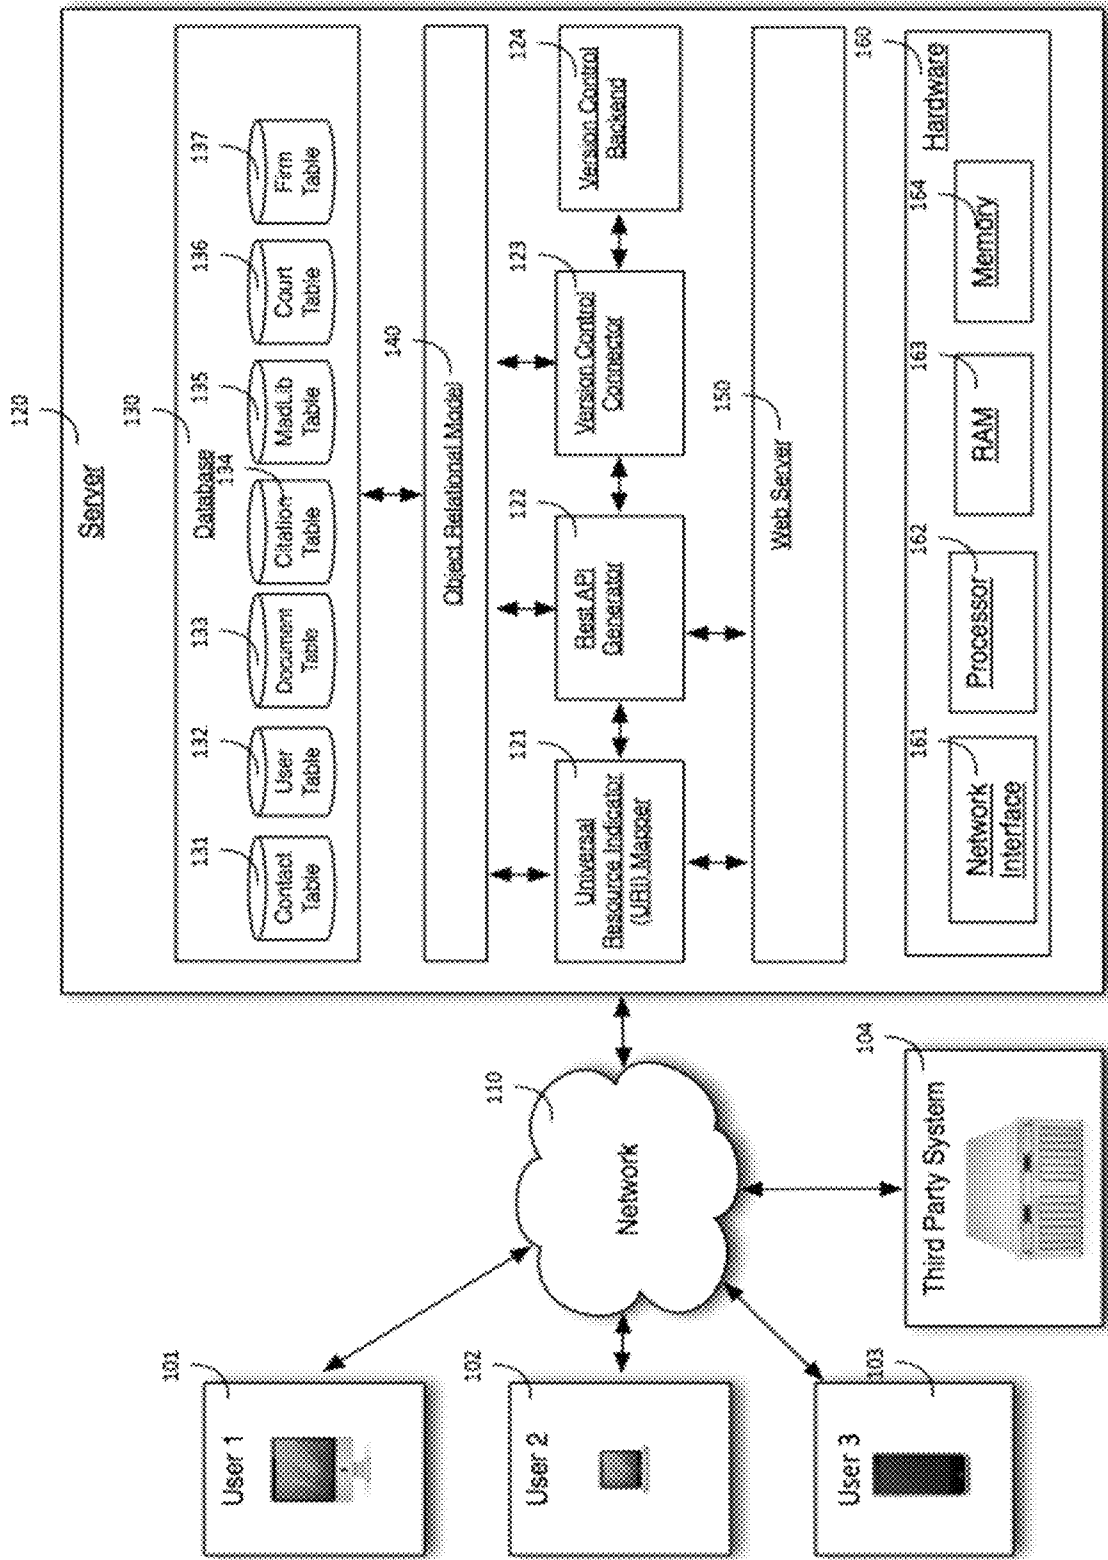 Server
120
Database
130
Contact
Table
131
User
Table
132
Document
Table
133
Citation
Table
134
MadLib
Table
135
Court
Table
136
Firm
Table
137
Object Relational Model
140
Universal
Resource Indicator
(URI) Mapper
121
Rest API
Generator
122
Version Control
Connector
123
Version Control
Backend
124
Web Server
150
Hardware
160
Network
Interface
161
Processor
162
RAM
163
Memory
164
Network
110
User 1
101
User 2
102
User 3
103
Third Party System
104